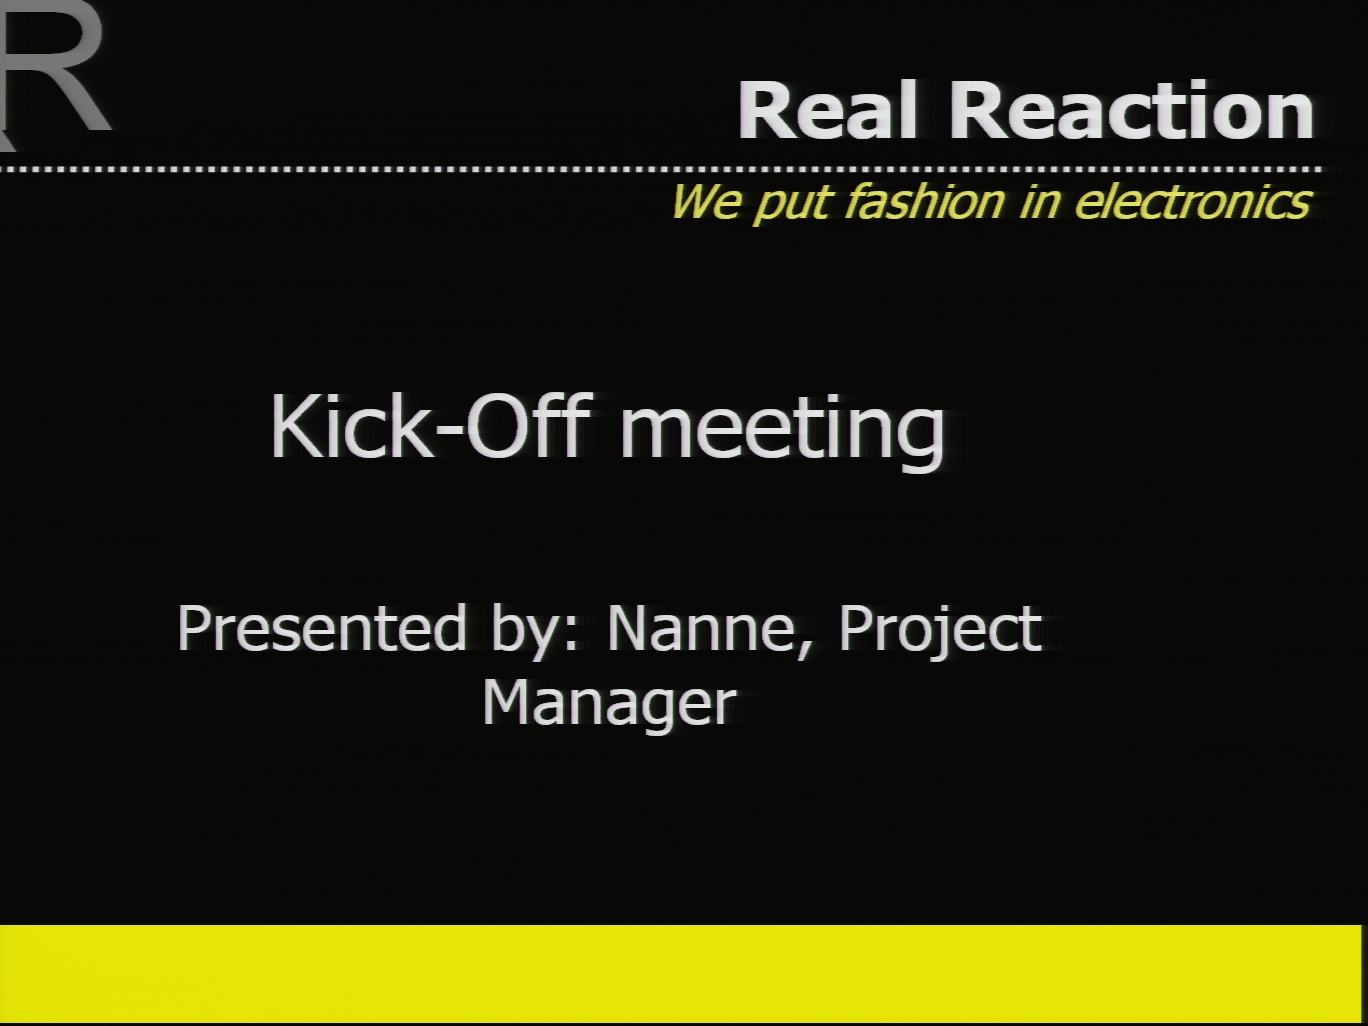 R
Real Reaction
We put fashion in electronics
Kick-Off meeting
Presented by: Nanne, Project
Manager